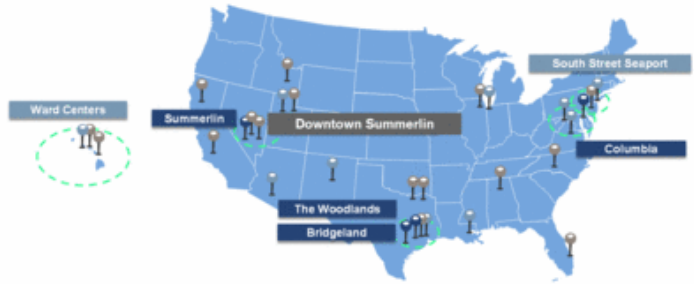 South Street Seaport
Ward Centers
Summerlin
Downtown Summerlin
Columbia
The Woodlands
Bridgeland